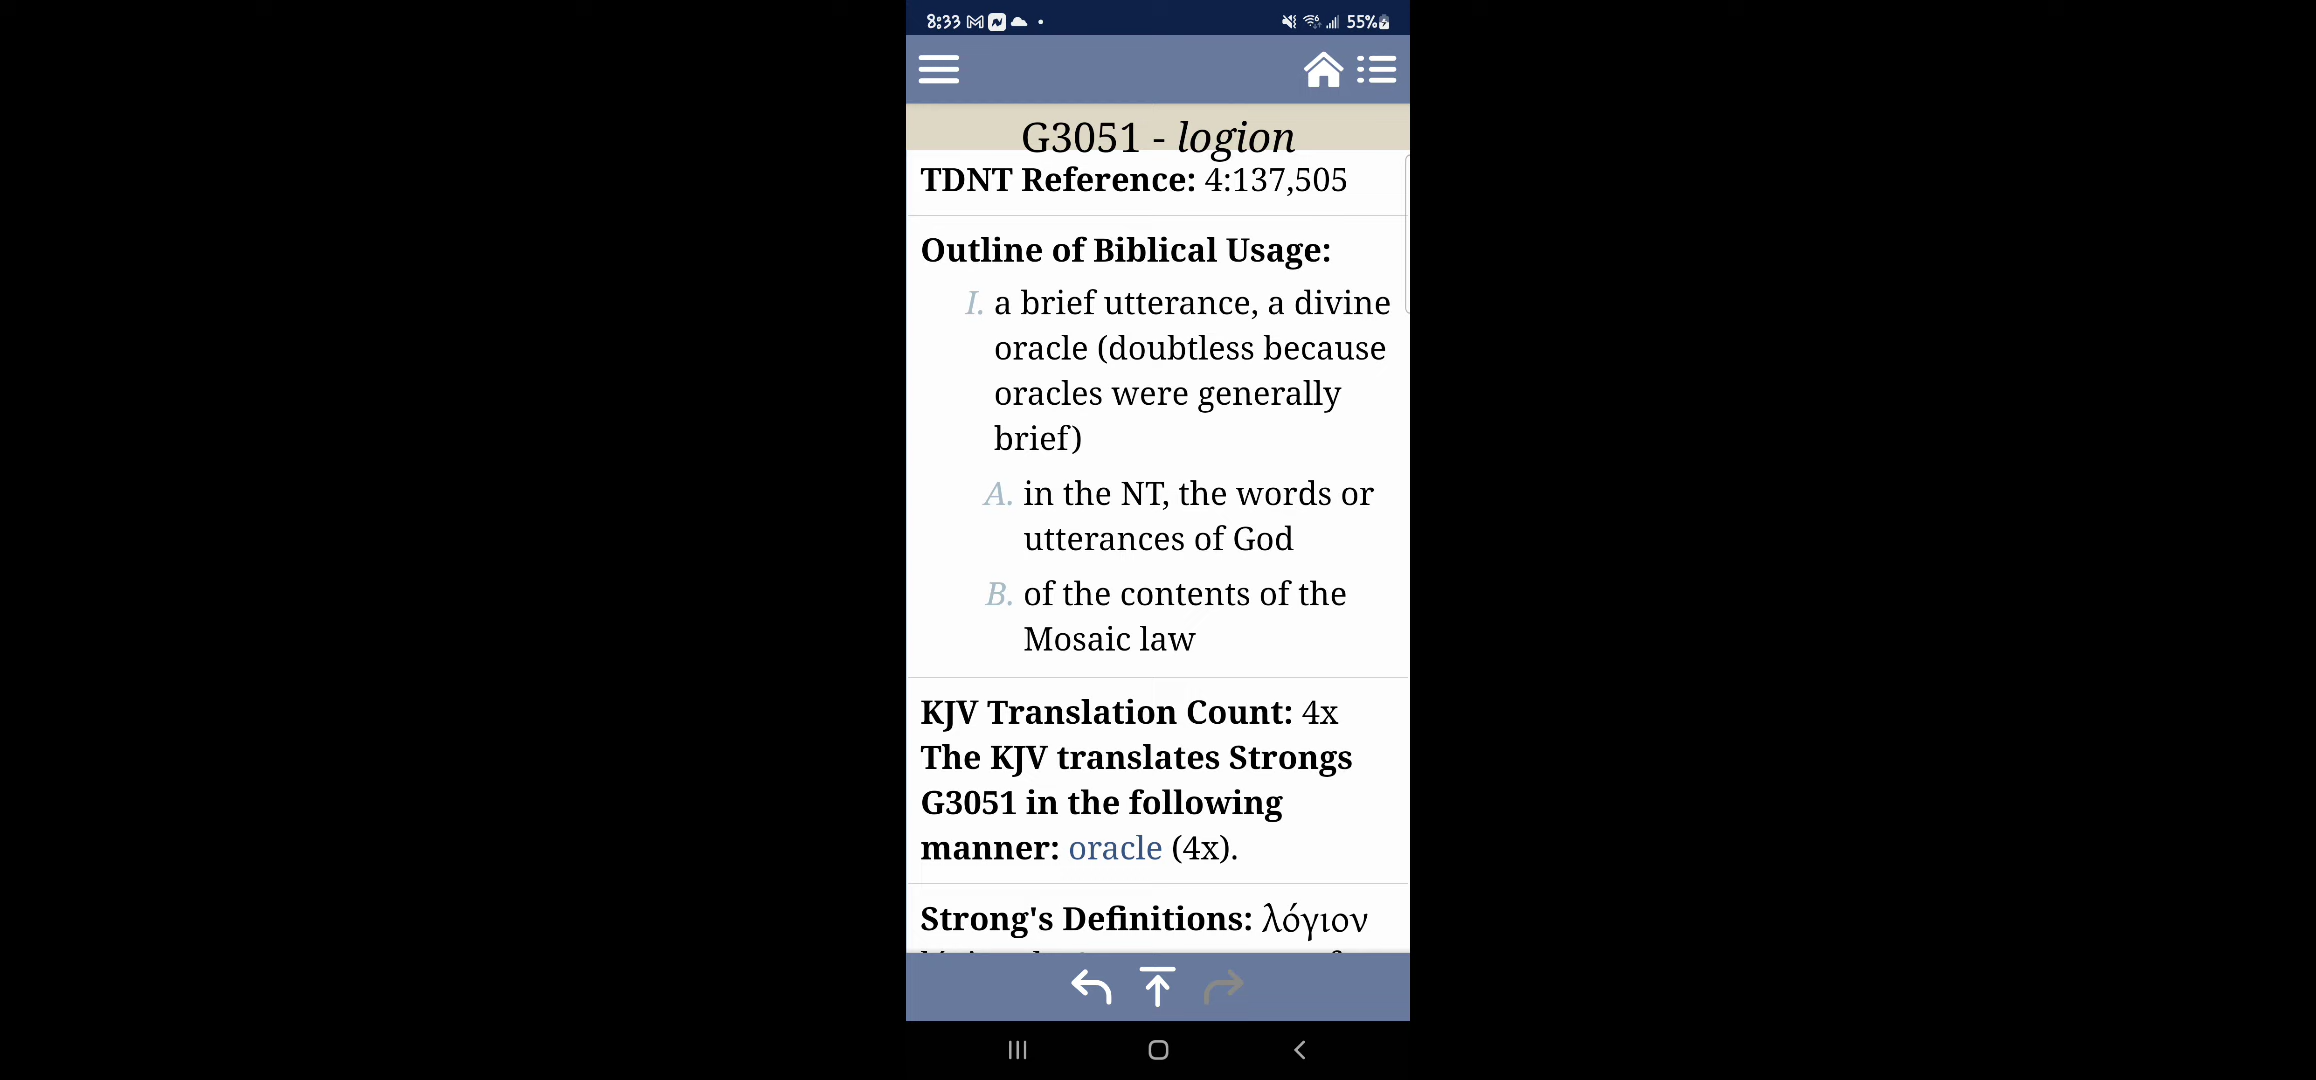 8:33
55%
G3051 - logion
TDNT Reference: 4:137,505
Outline of Biblical Usage:
I. a brief utterance, a divine
oracle (doubtless because
oracles were generally
brief)
A. in the NT, the words or
utterances of God
B. of the contents of the
Mosaic law
KJV Translation Count: 4x
The KJV translates Strongs
G3051 in the following
manner: oracle (4x).
Strong's Definitions: λόγιον